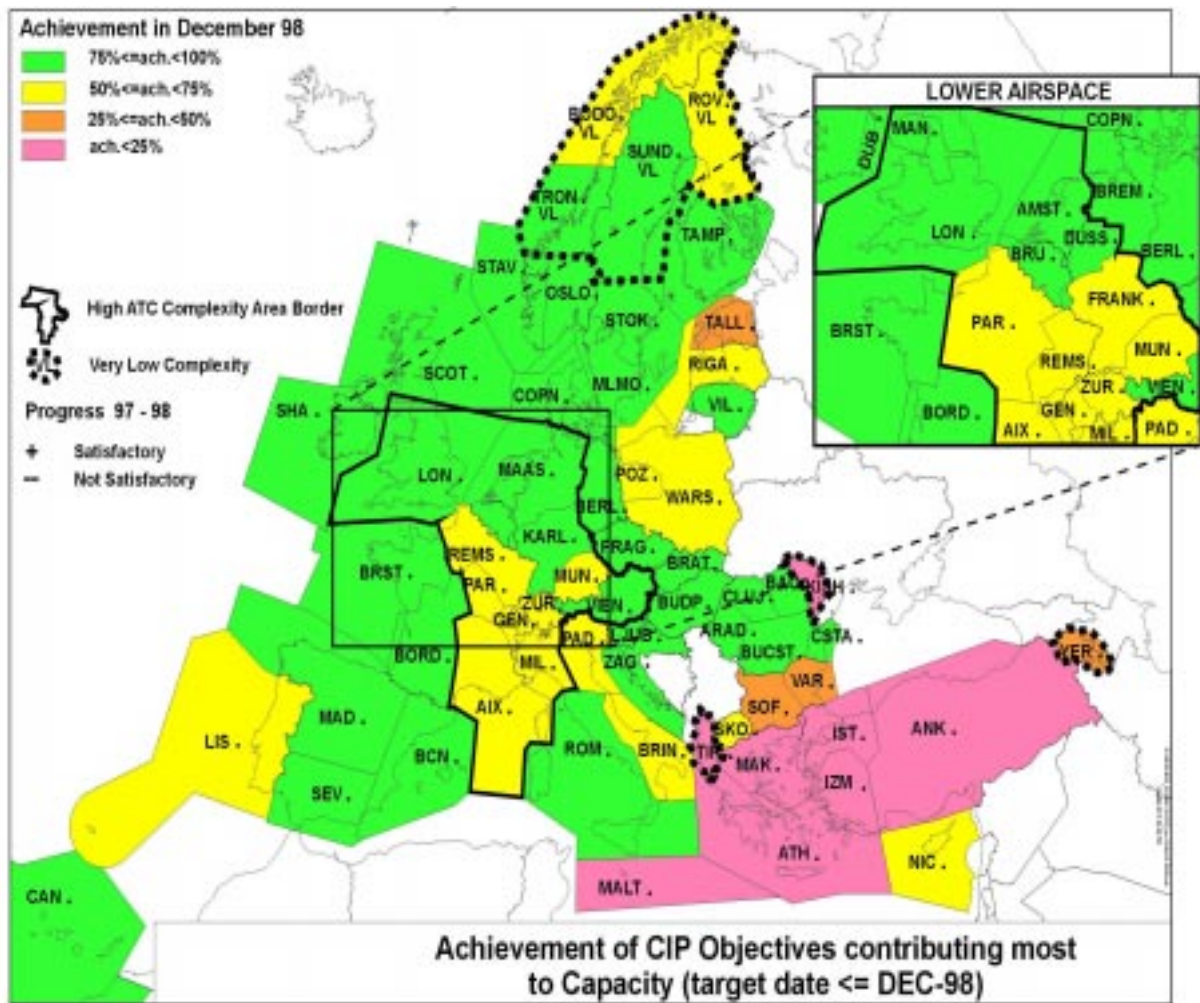 Achievement in December 98
75%<=ach.<100%
50%<=ach.<75%
25%<=ach.<50%
ach.<25%
High ATC Complexity Area Border
Very Low Complexity
Progress 97 - 98
+ Satisfactory
- Not Satisfactory
BODO.
VL
ROV.
VL
SUND.
VL
TRON.
VL
TAMP.
STAV
OSLO.
STOK.
TALL.
RIGA.
SCOT.
COPN.
MLMO.
VIL.
SHA.
LON.
MAAS.
POZ.
WARS.
BERL.
KARL.
BRST.
REMS.
MUN.
BRAT.
PAR.
ZUR.
BUDP.
CLUJ.
GEN.
PAD.
ARAD.
CSTA.
BUCST.
BORD.
MIL.
ZAG.
VAR.
SOF.
LIS.
MAD.
AIX.
ROM.
BRIN.
SKO.
IST.
ANK.
BCN.
MAK.
IZM.
SEV.
ATH.
NIC.
MALT.
CAN.
LOWER AIRSPACE
COPN.
MAN.
DUB
BREM.
AMST.
LON.
DUSS.
BRU.
BERL.
FRANK.
BRST.
PAR.
REMS.
MUN.
ZUR.
BORD.
GEN.
AIX.
MIL.
PAD.
Achievement of CIP Objectives contributing most
to Capacity (target date <= DEC-98)